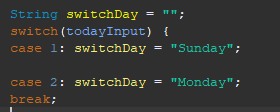 String switchDay = "";
switch(todayInput) {
case 1: switchDay = "Sunday";
case 2: switchDay = "Monday";
break;